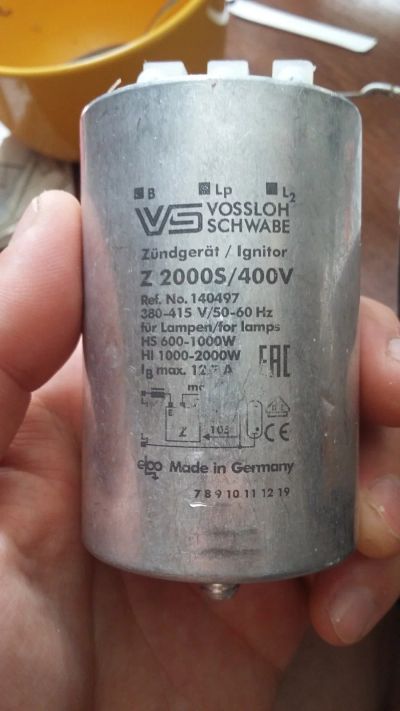 B Lp L2
VS VOSSLOH
SCHWABE
Zündgerät / Ignitor
Z 2000S/400V
Ref. No. 140497
380-415 V/50-60 Hz
für Lampen/for lamps
HS 600-1000W
HI 1000-2000W
IB max. A
EAC
CE
Made in Germany
7 8 9 10 11 12 19